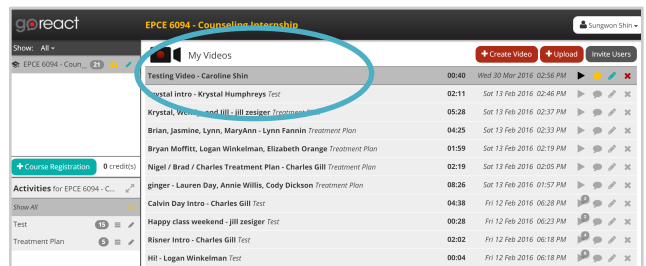 goreact
EPCE 6094 - Counseling Internship
Sungwon Shin
Show: All
EPCE 6094 - Coun_ 21
My Videos
+ Create Video
+ Upload
Invite Users
Testing Video - Caroline Shin 00:40 Wed 30 Mar 2016 02:56 PM
Krystal intro - Krystal Humphreys Test 02:11 Sat 13 Feb 2016 02:46 PM
Krystal, and Jill - jill zesiger Treatment Plan 05:28 Sat 13 Feb 2016 02:37 PM
Brian, Jasmine, Lynn, MaryAnn - Lynn Fannin Treatment Plan 04:25 Sat 13 Feb 2016 02:33 PM
Bryan Moffitt, Logan Winkelman, Elizabeth Orange Treatment Plan 01:59 Sat 13 Feb 2016 02:19 PM
Nigel / Brad / Charles Treatment Plan - Charles Gill Treatment Plan 02:19 Sat 13 Feb 2016 02:05 PM
ginger - Lauren Day, Annie Willis, Cody Dickson Treatment Plan 08:26 Sat 13 Feb 2016 01:57 PM
Calvin Day Intro - Charles Gill Test 04:38 Fri 12 Feb 2016 06:28 PM
Happy class weekend - jill zesiger Test 00:28 Fri 12 Feb 2016 06:23 PM
Risner Intro - Charles Gill Test 02:02 Fri 12 Feb 2016 06:18 PM
Hi! - Logan Winkelman Test 00:04 Fri 12 Feb 2016 06:18 PM
+ Course Registration 0 credit(s)
Activities for EPCE 6094 - C...
Show All
Test 15
Treatment Plan 5